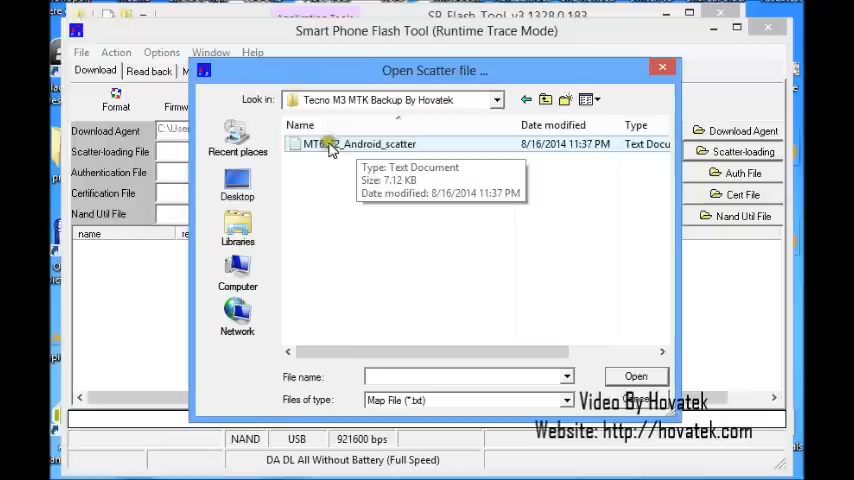 Application Tools
SP Flash Tool v3.1328.0.183
Smart Phone Flash Tool (Runtime Trace Mode)
File Action Options Window Help
Download Read back
Open Scatter file ...
Look in: Tecno M3 MTK Backup By Hovatek
Format
Name Date modified Type
Download Agent C:\User Download Agent
Android_scatter 8/16/2014 11:37 PM Text Docu
Scatter-loading File Recent places Scatter-loading
Type: Text Document
Authentication File Auth File
Size: 7.12 KB
Certification File Date modified: 8/16/2014 11:37 PM Cert File
Desktop
Nand Util File Nand Util File
name
Libraries
Computer
Network
File name: Open
Files of type: Map File (*.txt)
Video By Hovatek
Website: http://hovatek.com
NAND USB 921600 bps
DA DL All Without Battery (Full Speed)